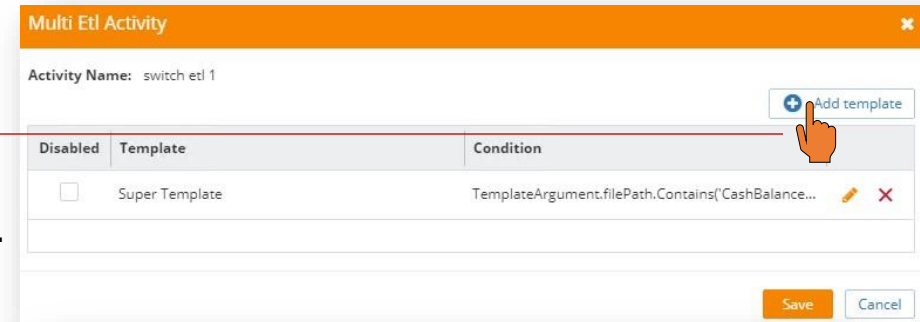 Multi Etl Activity
Activity Name: switch etl 1
Add template
Disabled Template Condition
Super Template TemplateArgument.filePath.Contains('CashBalance...
Save Cancel